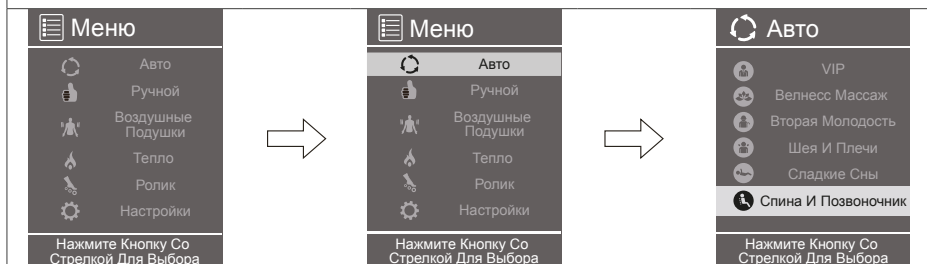 Меню
Авто
Ручной
Воздушные
Подушки
Тепло
Ролик
Настройки
Нажмите Кнопку Со
Стрелкой Для Выбора
Меню
Авто
Ручной
Воздушные
Подушки
Тепло
Ролик
Настройки
Нажмите Кнопку Со
Стрелкой Для Выбора
Авто
VIP
Велнесс Массаж
Вторая Молодость
Шея И Плечи
Сладкие Сны
Спина И Позвоночник
Нажмите Кнопку Со
Стрелкой Для Выбора